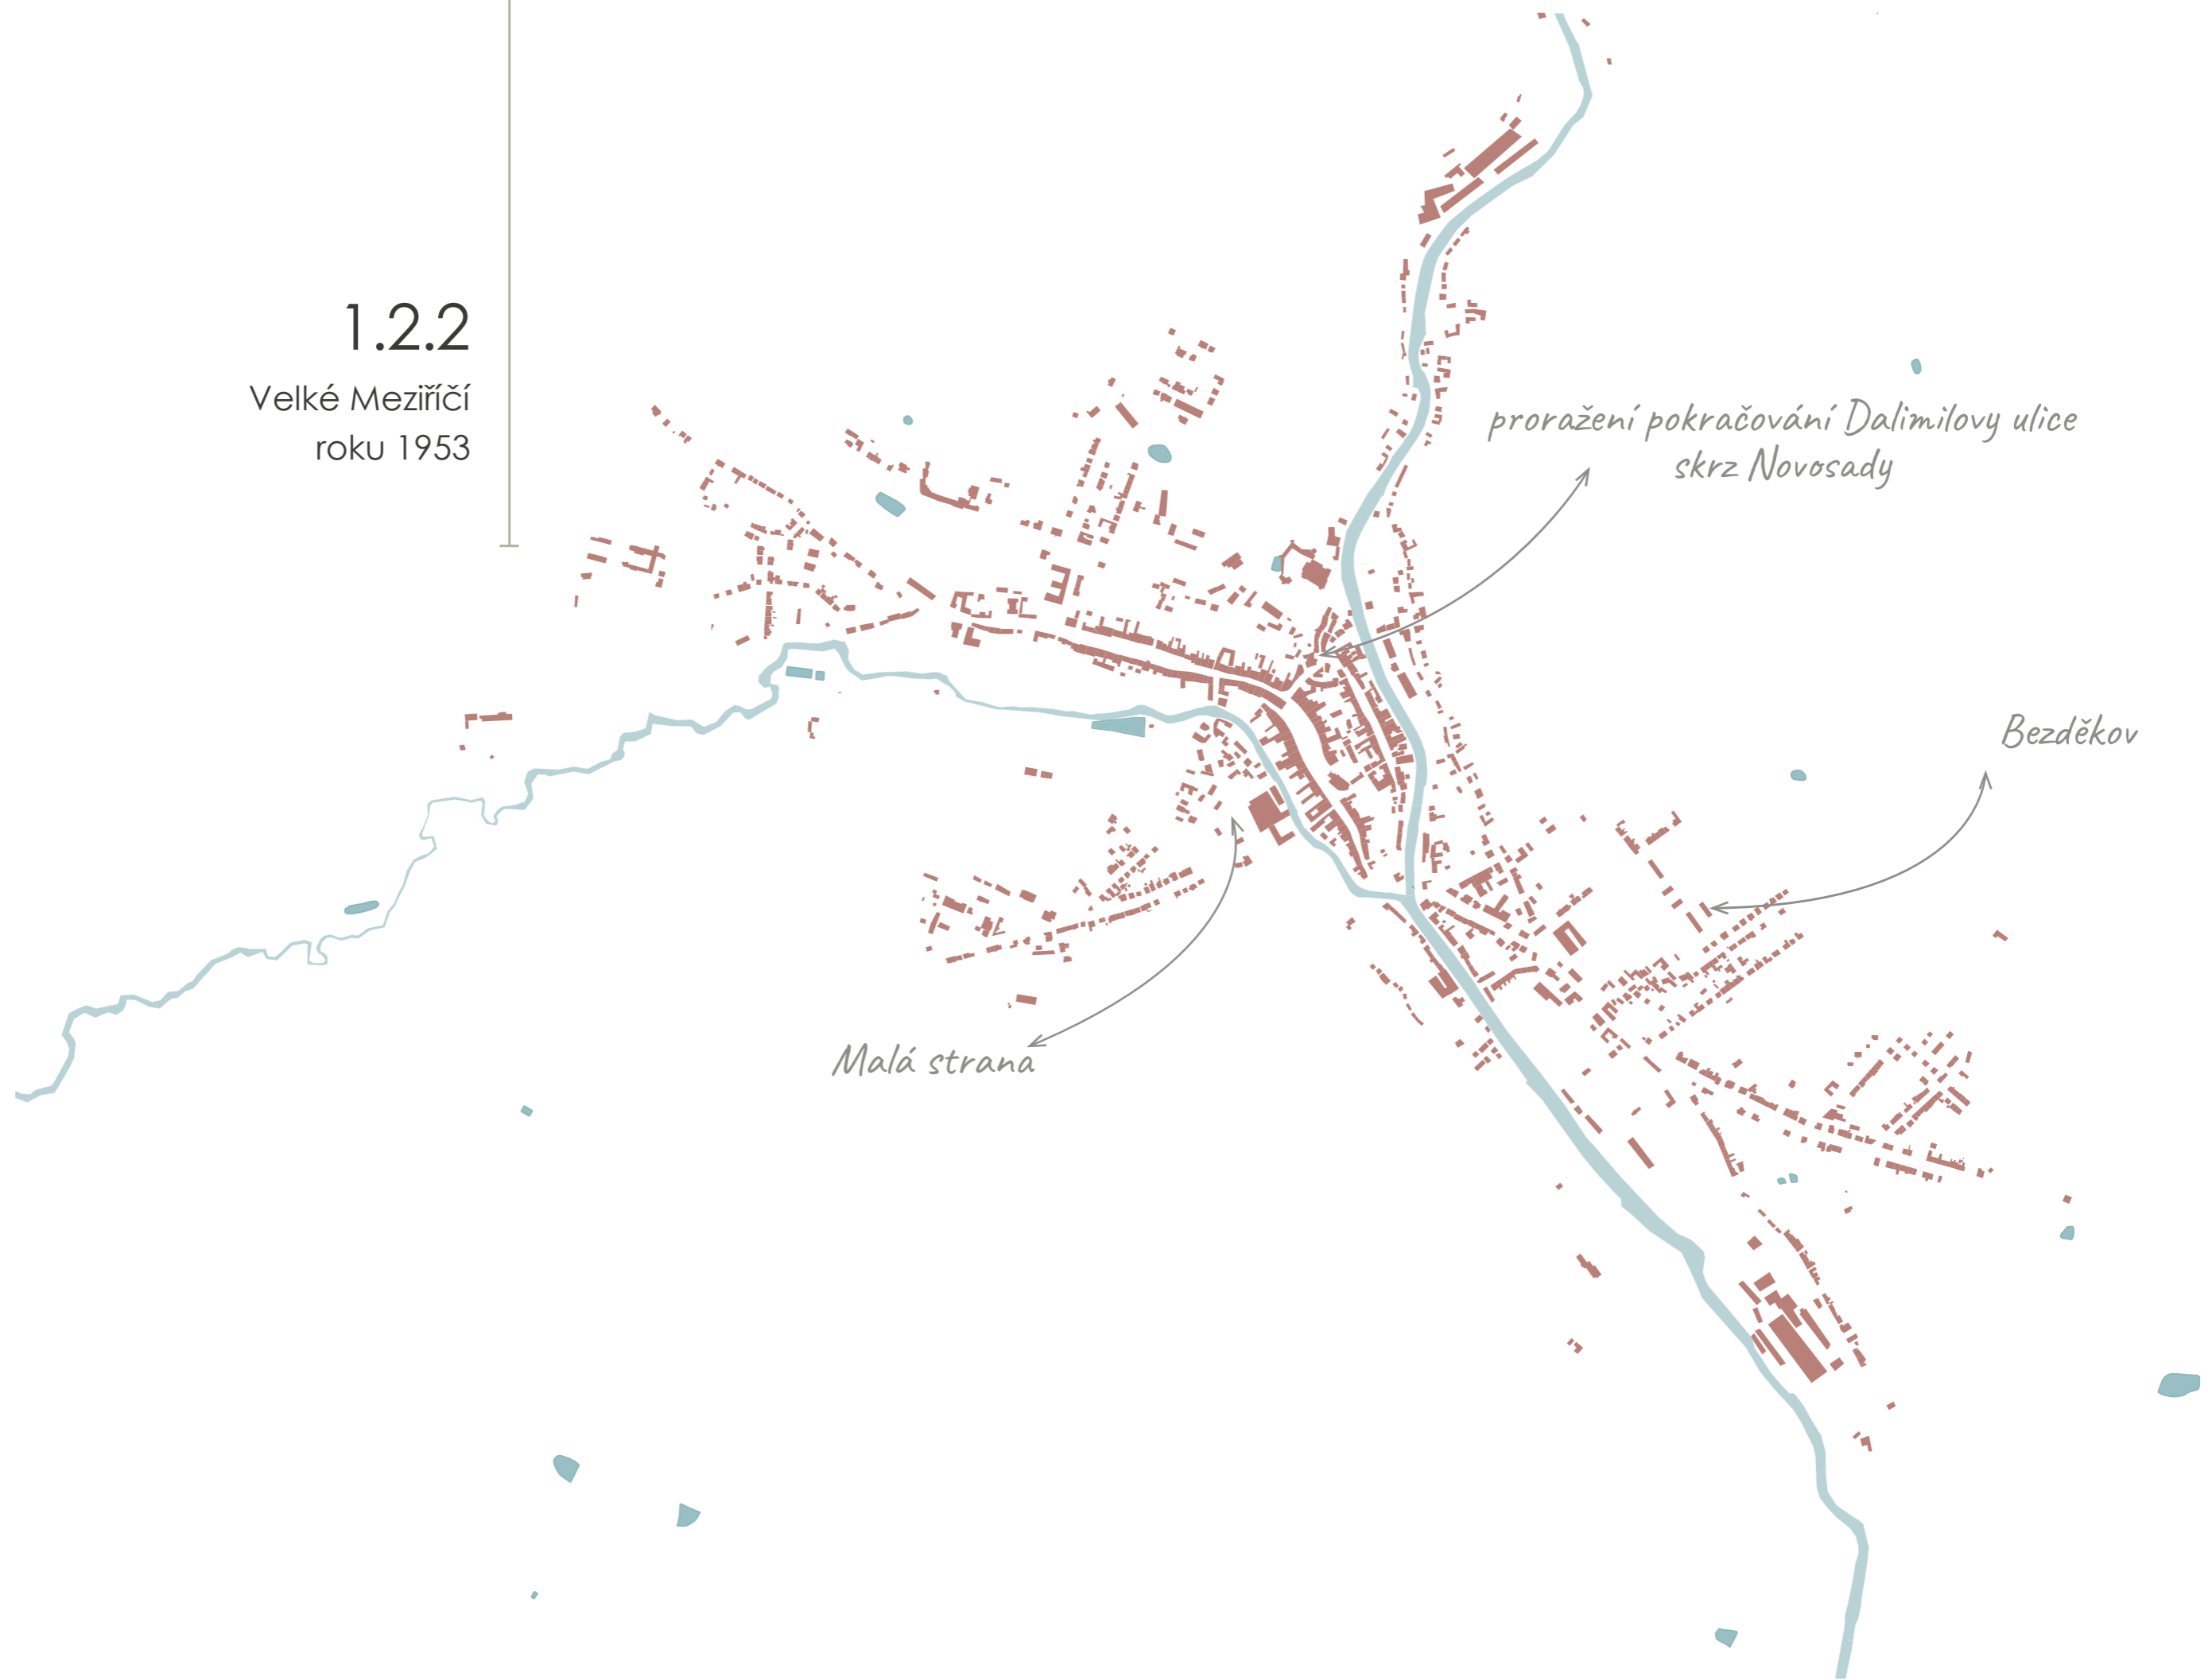 1.2.2
Velké Meziříčí
roku 1953
proražení pokračování Dalimilovy ulice
skrz Novosady
Bezděkov
Malá strana